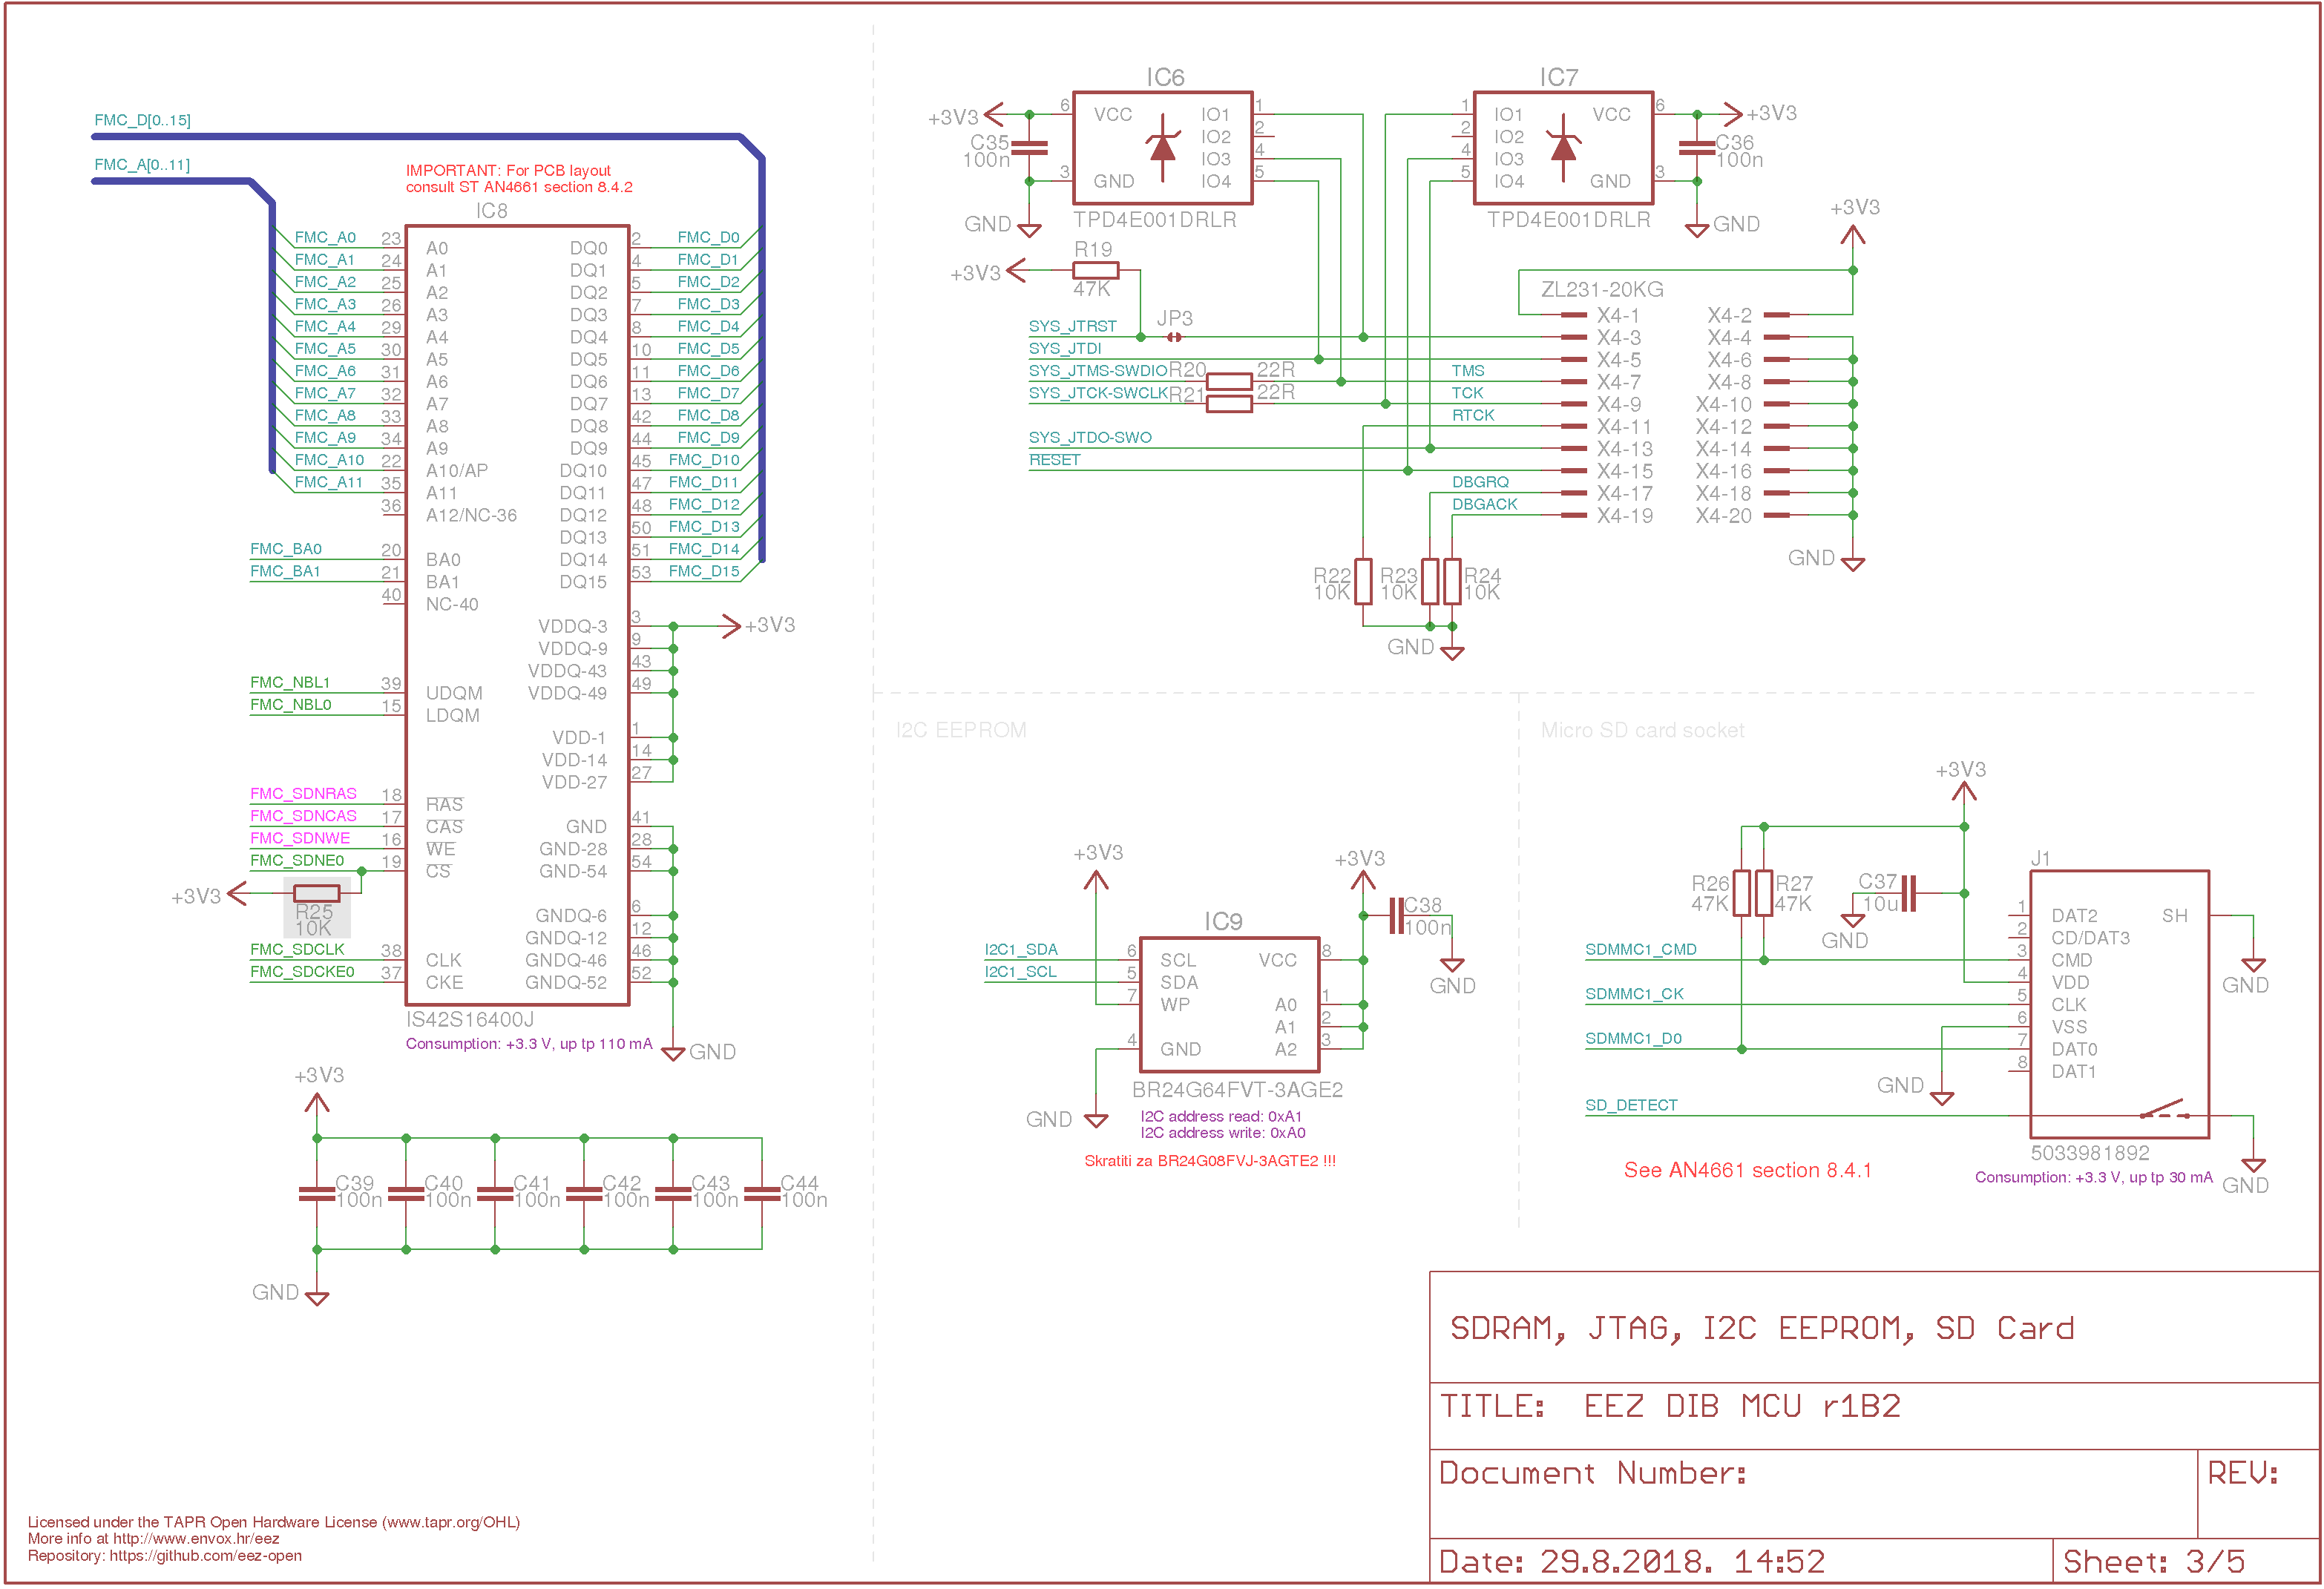 FMC_D[0..15]
FMC_A[0..11]
IMPORTANT: For PCB layout
consult ST AN4661 section 8.4.2
IC8
FMC_A0 23 A0 DQ0 2 FMC_D0
FMC_A1 24 A1 DQ1 4 FMC_D1
FMC_A2 25 A2 DQ2 5 FMC_D2
FMC_A3 26 A3 DQ3 7 FMC_D3
FMC_A4 29 A4 DQ4 8 FMC_D4
FMC_A5 30 A5 DQ5 10 FMC_D5
FMC_A6 31 A6 DQ6 11 FMC_D6
FMC_A7 32 A7 DQ7 13 FMC_D7
FMC_A8 33 A8 DQ8 42 FMC_D8
FMC_A9 34 A9 DQ9 44 FMC_D9
FMC_A10 22 A10/AP DQ10 45 FMC_D10
FMC_A11 35 A11 DQ11 47 FMC_D11
36 A12/NC-36 DQ12 48 FMC_D12
DQ13 50 FMC_D13
FMC_BA0 20 BA0 DQ14 51 FMC_D14
FMC_BA1 21 BA1 DQ15 53 FMC_D15
40 NC-40
VDDQ-3 3 +3V3
VDDQ-9 9
VDDQ-43 43
FMC_NBL1 39 UDQM VDDQ-49 49
FMC_NBL0 15 LDQM
VDD-1 1
VDD-14 14
VDD-27 27
FMC_SDNRAS 18 RAS
FMC_SDNCAS 17 CAS GND 41
FMC_SDNWE 16 WE GND-28 28
FMC_SDNE0 19 CS GND-54 54
+3V3
R25
10K
GNDQ-6 6
GNDQ-12 12
FMC_SDCLK 38 CLK GNDQ-46 46
FMC_SDCKE0 37 CKE GNDQ-52 52
IS42S16400J
Consumption: +3.3 V, up tp 110 mA
GND
+3V3
C39 C40 C41 C42 C43 C44
100n 100n 100n 100n 100n 100n
GND
IC6
+3V3 6 VCC IO1 1
C35 IO2 2
100n IO3 4
3 GND IO4 5
GND TPD4E001DRLR
IC7
1 IO1 VCC 6 +3V3
2 IO2 C36
4 IO3 100n
5 IO4 GND 3
TPD4E001DRLR GND
R19
+3V3
47K
+3V3
ZL231-20KG
X4-1 X4-2
SYS_JTRST JP3 X4-3 X4-4
SYS_JTDI X4-5 X4-6
SYS_JTMS-SWDIO R20 22R TMS X4-7 X4-8
SYS_JTCK-SWCLK R21 22R TCK X4-9 X4-10
RTCK X4-11 X4-12
SYS_JTDO-SWO X4-13 X4-14
RESET X4-15 X4-16
DBGRQ X4-17 X4-18
DBGACK X4-19 X4-20
GND
R22 R23 R24
10K 10K 10K
GND
I2C EEPROM
+3V3 +3V3
IC9
C38
100n
I2C1_SDA 6 SCL VCC 8
I2C1_SCL 5 SDA
GND
7 WP A0 1
A1 2
4 GND A2 3
BR24G64FVT-3AGE2
GND
I2C address read: 0xA1
I2C address write: 0xA0
Skratiti za BR24G08FVJ-3AGTE2 !!!
Micro SD card socket
+3V3
J1
R26 R27 C37
47K 47K 10u
GND
1 DAT2 SH
2 CD/DAT3
SDMMC1_CMD 3 CMD
4 VDD
GND
SDMMC1_CK 5 CLK
6 VSS
SDMMC1_D0 7 DAT0
8 DAT1
GND
SD_DETECT
5033981892
See AN4661 section 8.4.1
Consumption: +3.3 V, up tp 30 mA
GND
SDRAM, JTAG, I2C EEPROM, SD Card
TITLE: EEZ DIB MCU r1B2
Document Number:
REV:
Date: 29.8.2018. 14:52
Sheet: 3/5
Licensed under the TAPR Open Hardware License (www.tapr.org/OHL)
More info at http://www.envox.hr/eez
Repository: https://github.com/eez-open